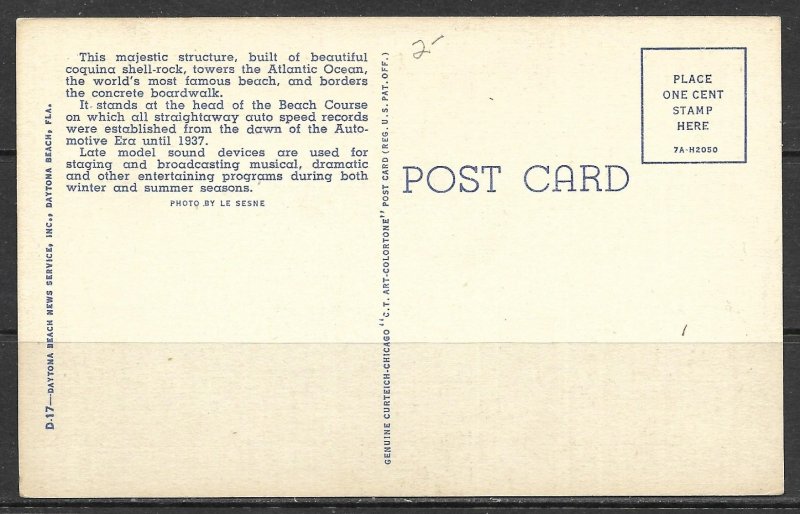 This majestic structure, built of beautiful
coquina shell-rock, towers the Atlantic Ocean,
the world's most famous beach, and borders
the concrete boardwalk.
It stands at the head of the Beach Course
on which all straightaway auto speed records
were established from the dawn of the Auto-
motive Era until 1937.
Late model sound devices are used for
staging and broadcasting musical, dramatic
and other entertaining programs during both
winter and summer seasons.
PHOTO BY LE SESNE
D-17—DAYTONA BEACH NEWS SERVICE, INC., DAYTONA BEACH, FLA.
GENUINE CURTEICH-CHICAGO "C.T. ART-COLORTONE" POST CARD (REG. U.S. PAT. OFF.)
2-
POST CARD
PLACE
ONE CENT
STAMP
HERE
7A-H2050